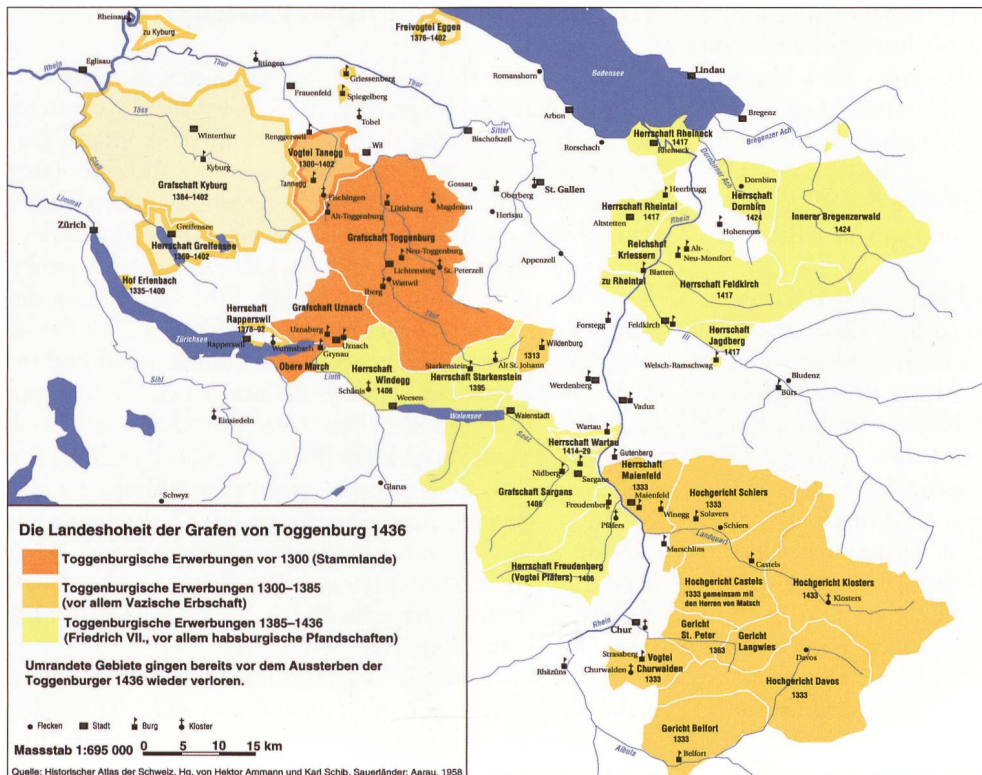 Rheinau
zu Kyburg
Freivogtei Eggen
1376–1402
Eglisau
Rhein
Ittingen
Thur
Thur
Griessenberg
Spiegelberg
Frauenfeld
Tobel
Romanshorn
Bodensee
Lindau
Arbon
Bregenz
Bregenzer Ach
Töss
Winterthur
Kyburg
Grafschaft Kyburg
1384–1402
Glatt
Renggerswil
Vogtei Tanegg
1300–1402
Tannegg
Fischingen
Alt-Toggenburg
Wil
Sitter
Bischofszell
Rorschach
Herrschaft Rheineck
1417
Rheineck
Dornbirner Ach
Dornbirn
Herrschaft
Dornbirn
1424
Innerer Bregenzerwald
1424
Limmat
Zürich
Greifensee
Herrschaft Greifensee
1369–1402
Hof Erlenbach
1335–1400
Lütisburg
Magdenau
Gossau
Oberberg
St. Gallen
Herisau
Appenzell
Heerbrugg
Herrschaft Rheintal
1417
Altstetten
Rhein
Hohenems
Grafschaft Toggenburg
Neu-Toggenburg
Lichtensteig
St. Peterzell
Wattwil
Iberg
Thur
Reichshof
Kriessern
Alt-
Neu-Montfort
Blatten
zu Rheintal
Herrschaft Feldkirch
1417
Grafschaft Uznach
Herrschaft
Rapperswil
1378–92
Zürichsee
Rapperswil
Wurmsbach
Uznaberg
Uznach
Grynau
Obere March
Linth
Sihl
Einsiedeln
Herrschaft
Windegg
1406
Schänis
Weesen
Starkenstein
Alt St. Johann
Herrschaft Starkenstein
1395
1313
Wildenburg
Forstegg
Feldkirch
Ill
Herrschaft
Jagdberg
1417
Welsch-Ramschwag
Bludenz
Bürs
Werdenberg
Vaduz
Walensee
Walenstadt
Wartau
Seez
Herrschaft Wartau
1414–29
Gutenberg
Nidberg
Sargans
Grafschaft Sargans
1406
Freudenberg
Pfäfers
Herrschaft Freudenberg
(Vogtei Pfäfers) 1406
Glarus
Schwyz
Herrschaft
Maienfeld
1333
Maienfeld
Winegg
Hochgericht Schiers
1333
Solavers
Schiers
Landquart
Marschlins
Castels
Hochgericht Castels
1333 gemeinsam mit
den Herren von Matsch
Hochgericht Klosters
1433
Klosters
Rhein
Chur
Gericht
St. Peter
1363
Gericht
Langwies
Strassberg
Churwalden
Vogtei
Churwalden
1333
Rhäzüns
Davos
Hochgericht Davos
1333
Gericht Belfort
1333
Belfort
Albula
Die Landeshoheit der Grafen von Toggenburg 1436
Toggenburgische Erwerbungen vor 1300 (Stammlande)
Toggenburgische Erwerbungen 1300–1385
(vor allem Vazische Erbschaft)
Toggenburgische Erwerbungen 1385–1436
(Friedrich VII., vor allem habsburgische Pfandschaften)
Umrandete Gebiete gingen bereits vor dem Aussterben der
Toggenburger 1436 wieder verloren.
Flecken Stadt Burg Kloster
Massstab 1:695 000 0 5 10 15 km
Quelle: Historischer Atlas der Schweiz. Hg. von Hektor Ammann und Karl Schib. Sauerländer: Aarau, 1958